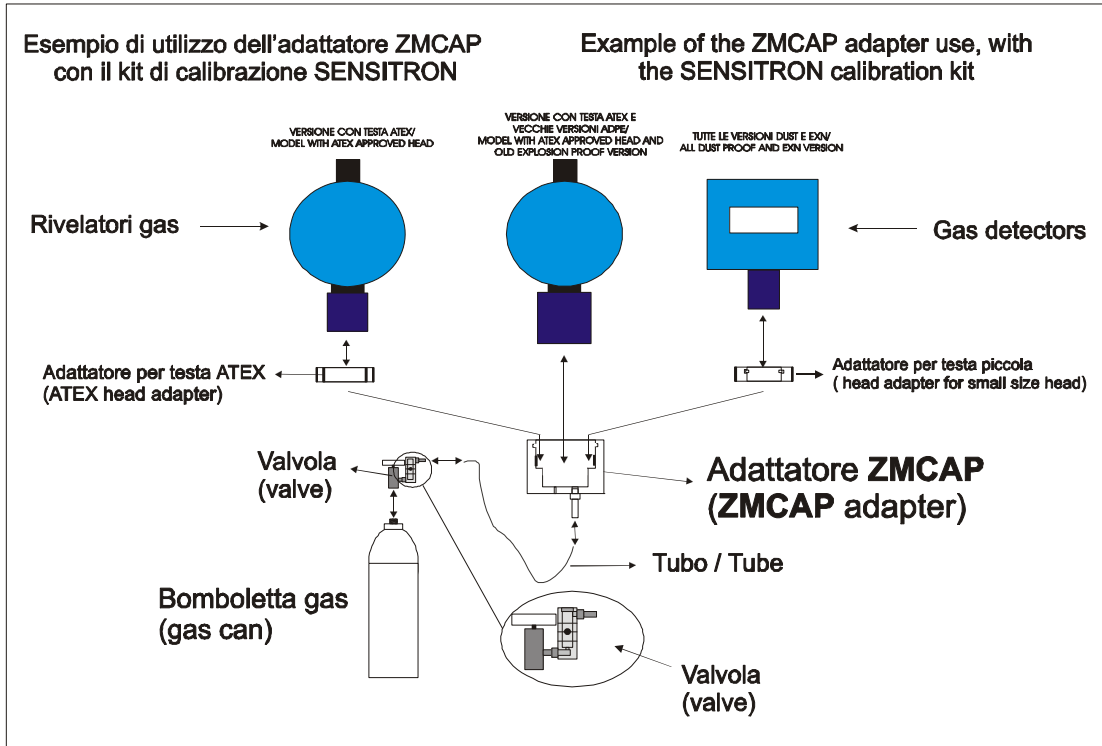 Esempio di utilizzo dell'adattatore ZMCAP
con il kit di calibrazione SENSITRON
Example of the ZMCAP adapter use, with
the SENSITRON calibration kit
VERSIONE CON TESTA ATEX/
MODEL WITH ATEX APPROVED HEAD
VERSIONE CON TESTA ATEX E
VECCHIE VERSIONI ADPE/
MODEL WITH ATEX APPROVED HEAD AND
OLD EXPLOSION PROOF VERSION
TUTTE LE VERSIONI DUST E EXN/
ALL DUST PROOF AND EXN VERSION
Rivelatori gas
Gas detectors
Adattatore per testa ATEX
(ATEX head adapter)
Adattatore per testa piccola
( head adapter for small size head)
Valvola
(valve)
Adattatore ZMCAP
(ZMCAP adapter)
Tubo / Tube
Bomboletta gas
(gas can)
Valvola
(valve)